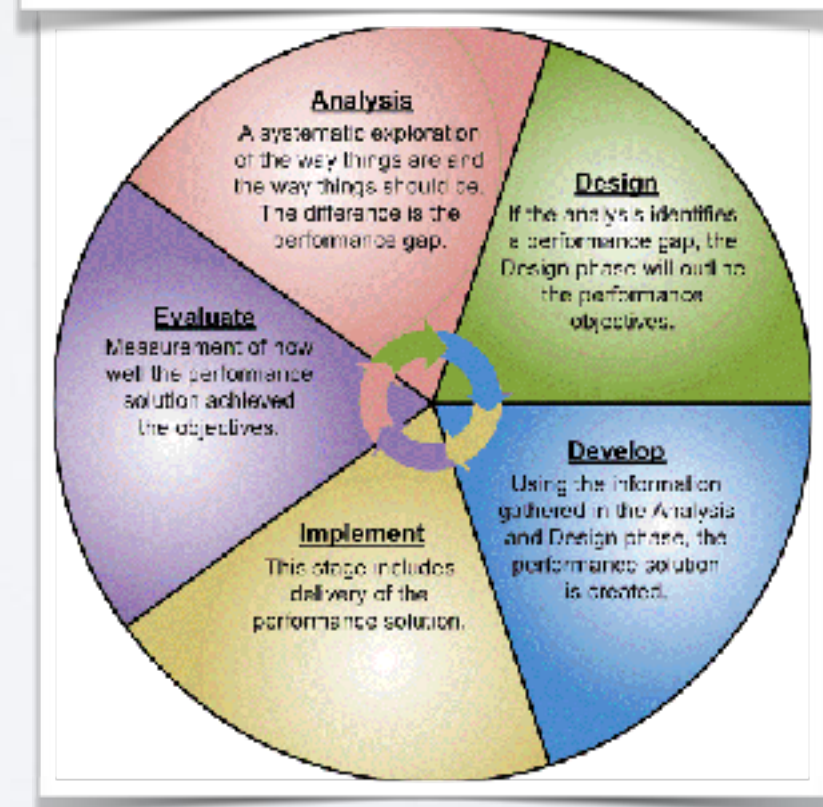 Analysis
A systematic exploration
of the way things are and
the way things should be.
The difference is the
performance gap.
Design
If the analysis identifies
a performance gap, the
Design phase will outline
the performance
objectives.
Develop
Using the information
gathered in the Analysis
and Design phase, the
performance solution
is created.
Implement
This stage includes
delivery of the
performance solution.
Evaluate
Measurement of how
well the performance
solution achieved
the objectives.